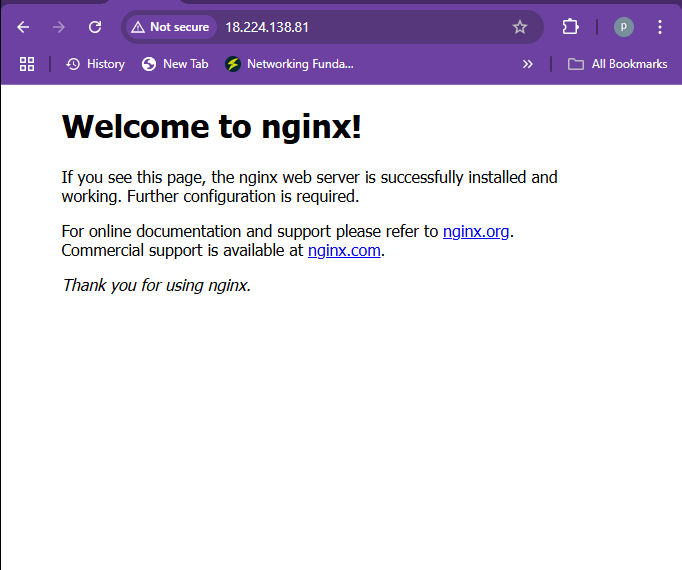 Not secure 18.224.138.81
P
History New Tab Networking Funda... All Bookmarks
Welcome to nginx!
If you see this page, the nginx web server is successfully installed and
working. Further configuration is required.
For online documentation and support please refer to nginx.org.
Commercial support is available at nginx.com.
Thank you for using nginx.